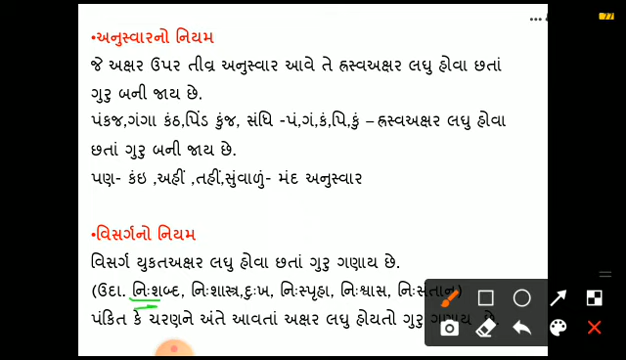 •અનુસ્વારનો નિયમ
જે અક્ષર ઉપર તીવ્ર અનુસ્વાર આવે તે હ્રસ્વઅક્ષર લઘુ હોવા છતાં
ગુરુ બની જાય છે.
પંકજ,ગંગા કંઠ,પિંડ કુંજ, સંધિ -પં,ગં,કં,પિં,કું – હ્રસ્વઅક્ષર લઘુ હોવા
છતાં ગુરુ બની જાય છે.
પણ- કંઇ ,અહીં ,તહીં,સુંવાળું- મંદ અનુસ્વાર
•વિસર્ગનો નિયમ
વિસર્ગ યુકતઅક્ષર લઘુ હોવા છતાં ગુરુ ગણાય છે.
(ઉદા. નિઃશબ્દ, નિઃશાસ્ત્ર,દુઃખ, નિઃસ્પૃહા, નિઃશ્વાસ, નિઃસંતાન)
પંકિત કે ચરણને અંતે આવતાં અક્ષર લઘુ હોયતો ગુરુ ગણાય છે.